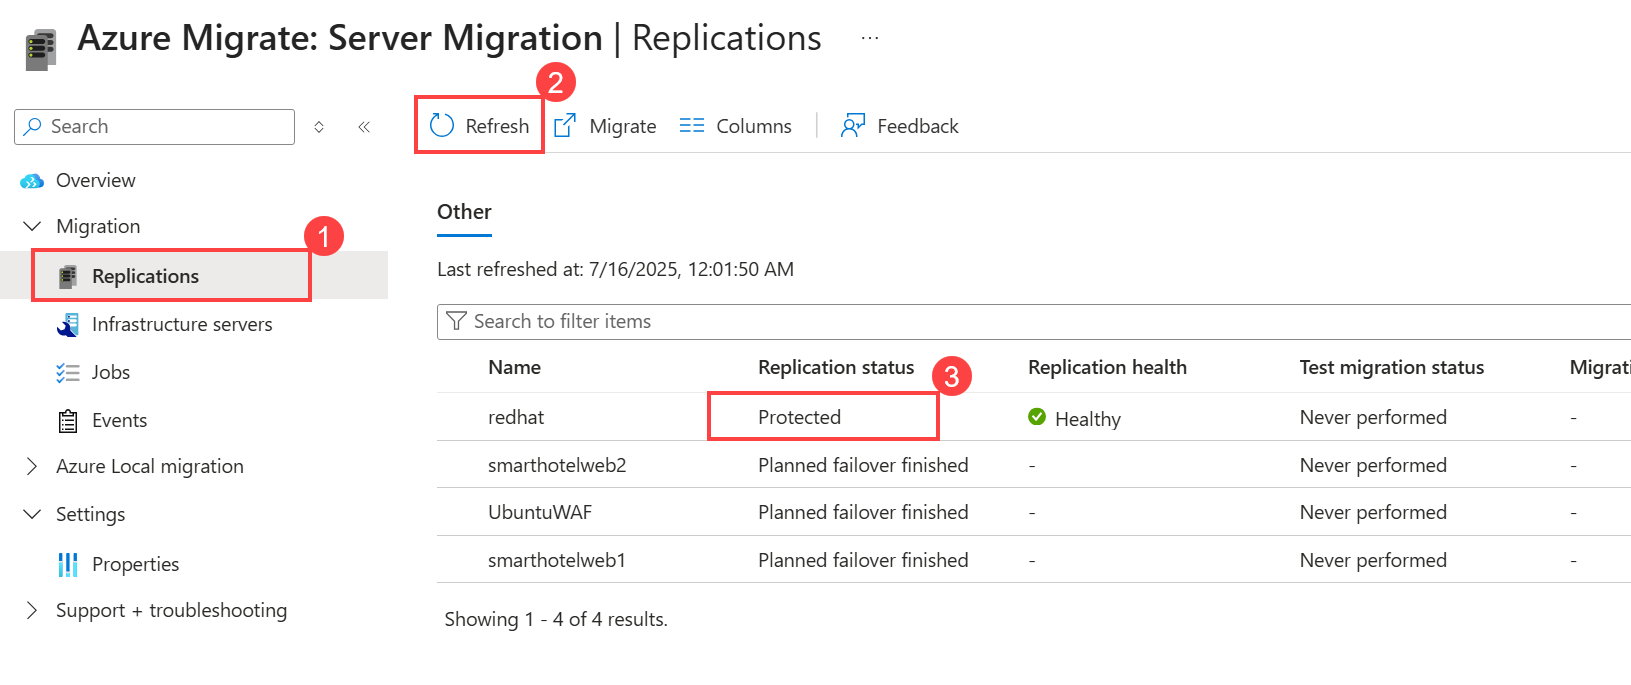 Azure Migrate: Server Migration | Replications ...
2
Search
Refresh Migrate Columns Feedback
Overview
Migration
1
Replications
Infrastructure servers
Jobs
Events
Azure Local migration
Settings
Properties
Support + troubleshooting
Other
Last refreshed at: 7/16/2025, 12:01:50 AM
Search to filter items
Name Replication status Replication health Test migration status Migrati
3
redhat Protected Healthy Never performed -
smarthotelweb2 Planned failover finished - Never performed -
UbuntuWAF Planned failover finished - Never performed -
smarthotelweb1 Planned failover finished - Never performed -
Showing 1 - 4 of 4 results.